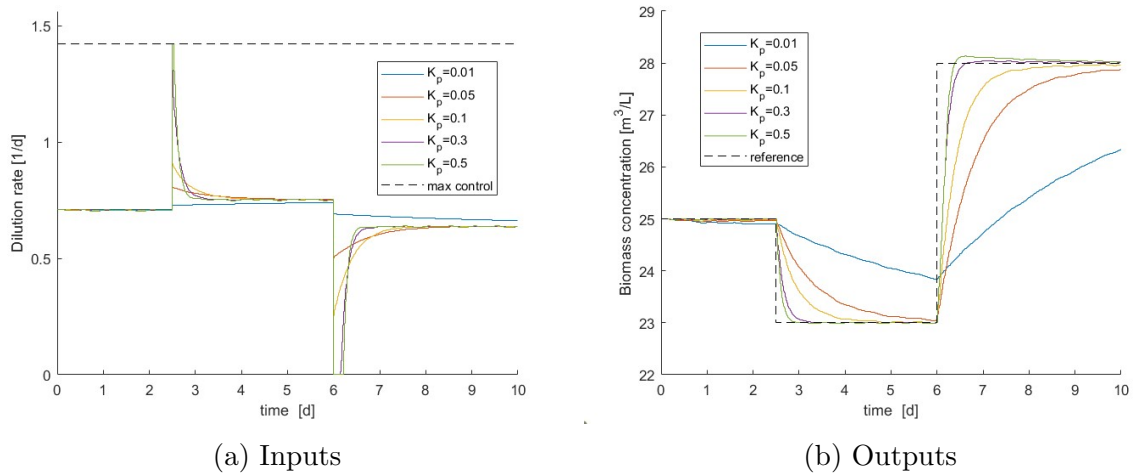 1.5
1
0.5
0
Dilution rate [1/d]
K_p=0.01
K_p=0.05
K_p=0.1
K_p=0.3
K_p=0.5
max control
0 1 2 3 4 5 6 7 8 9 10
time [d]
(a) Inputs
29
28
27
26
25
24
23
22
Biomass concentration [m³/L]
K_p=0.01
K_p=0.05
K_p=0.1
K_p=0.3
K_p=0.5
reference
0 1 2 3 4 5 6 7 8 9 10
time [d]
(b) Outputs